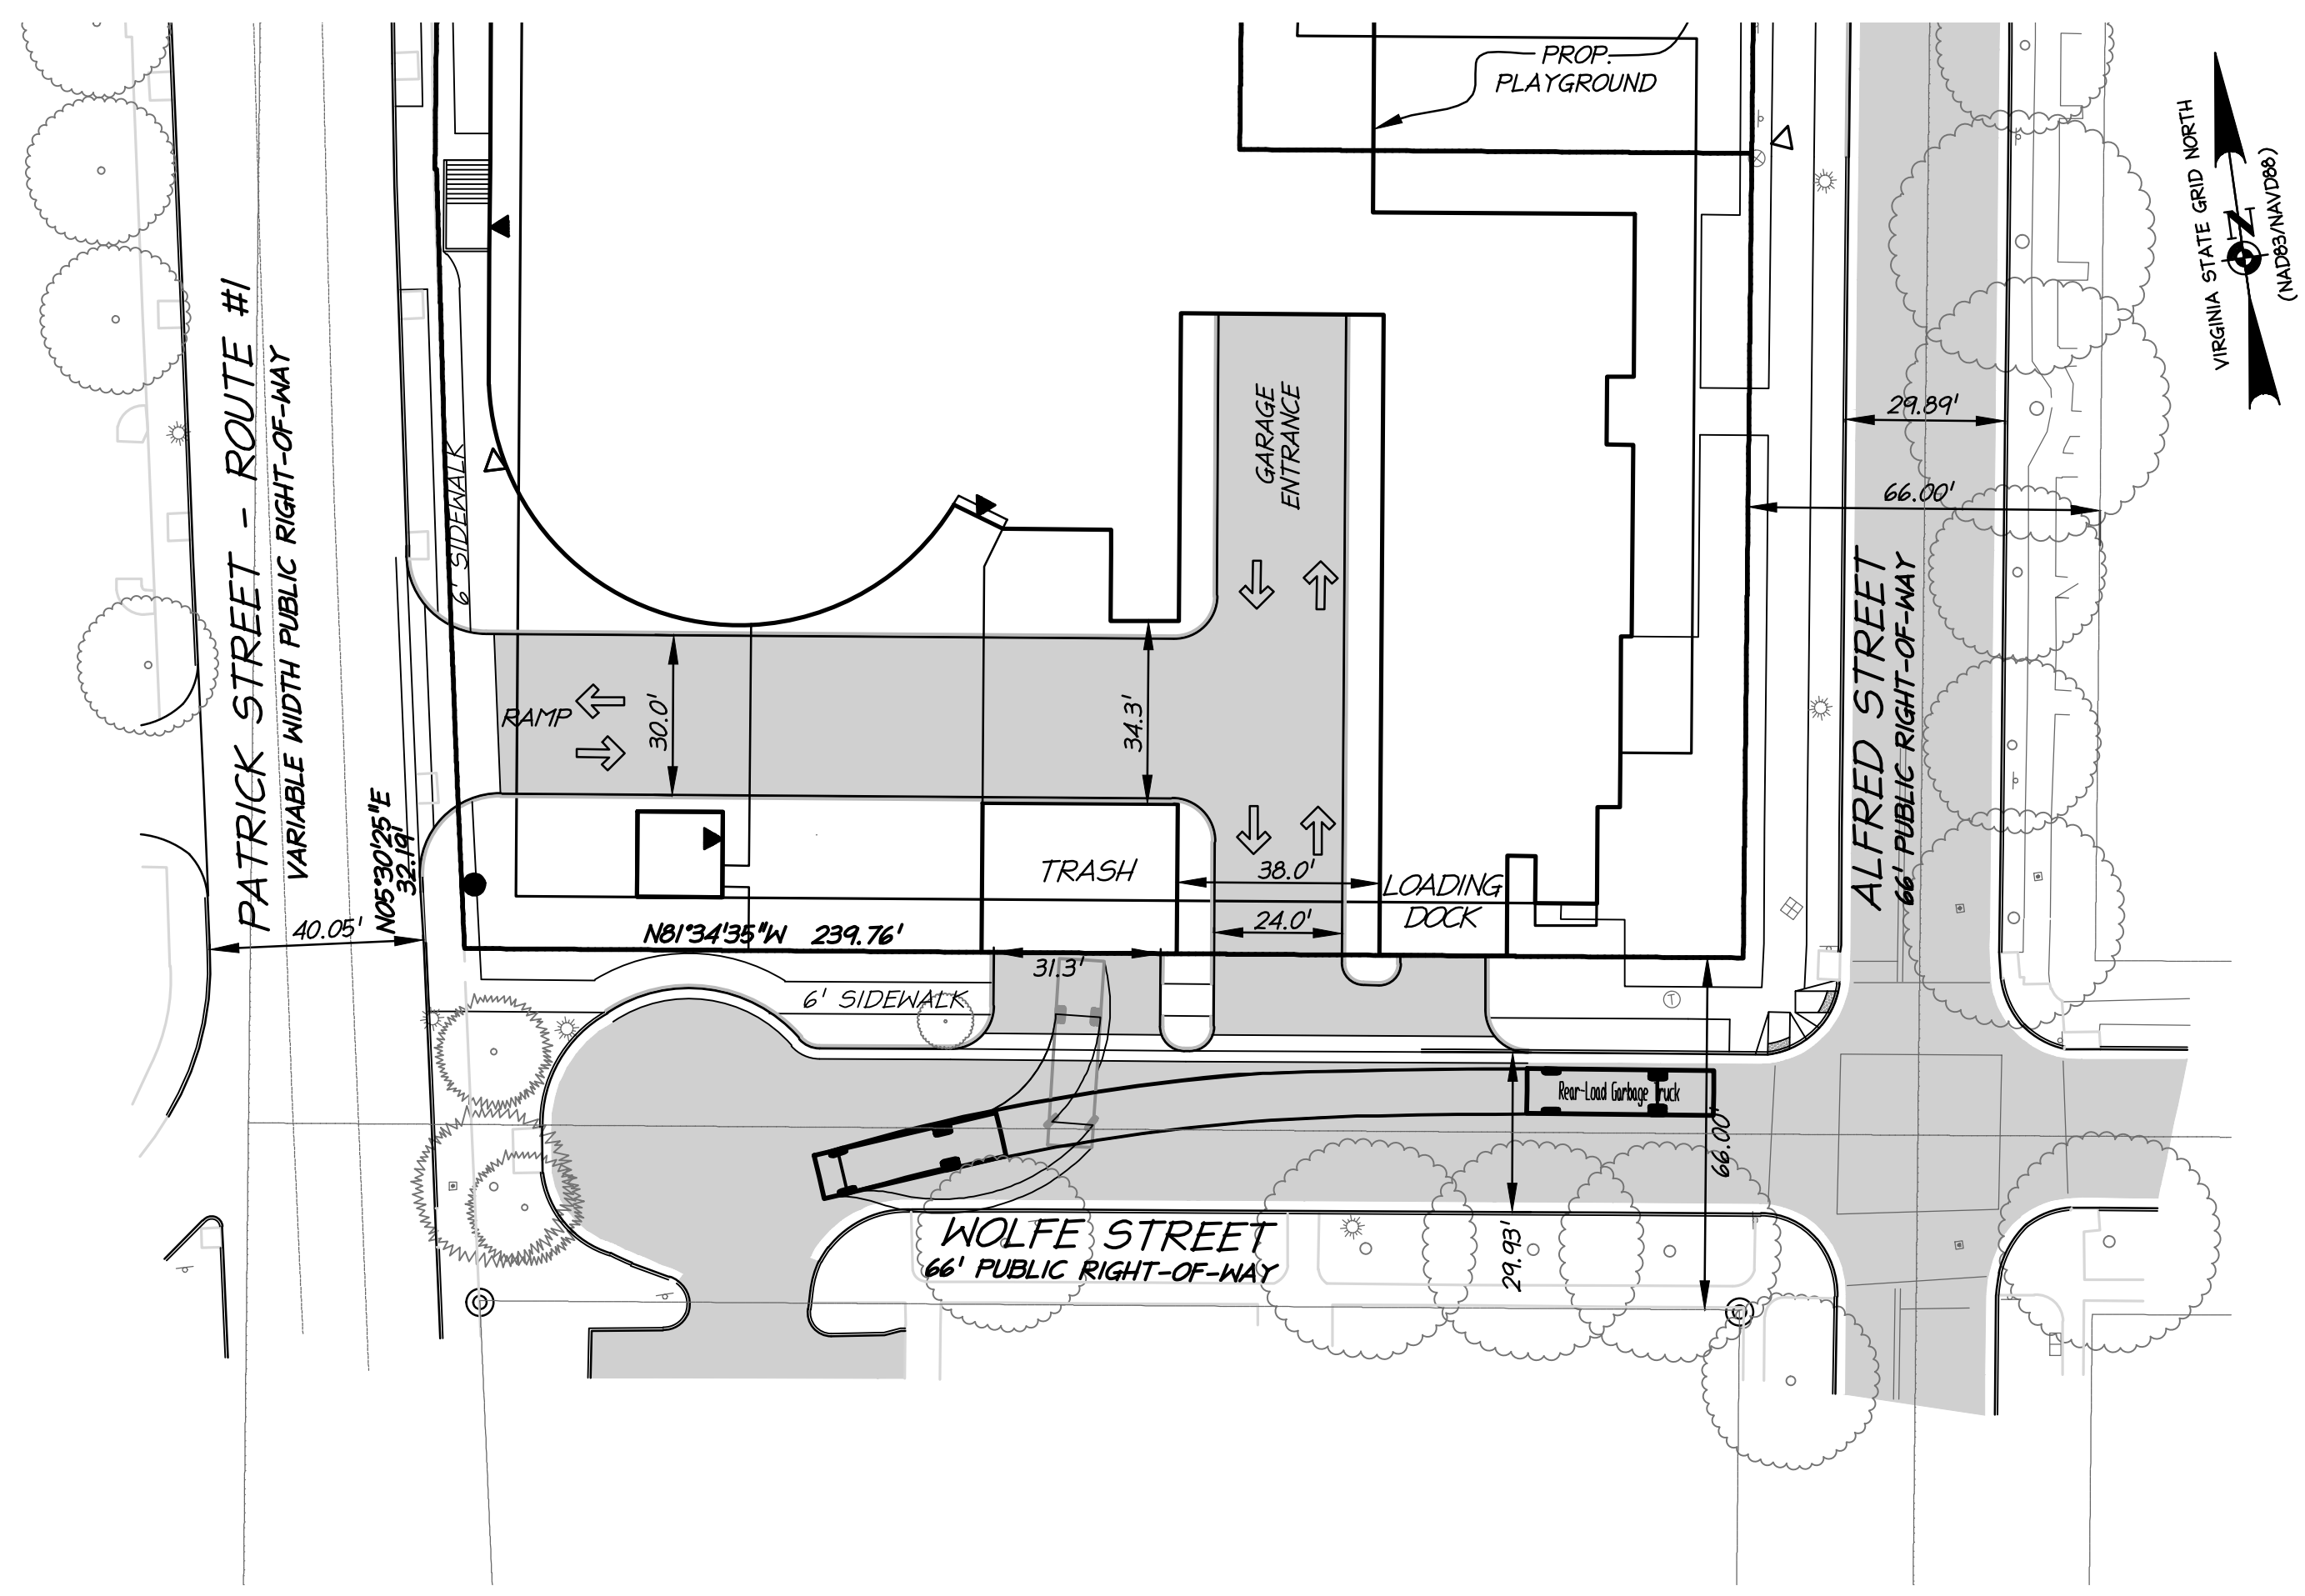 PROP.
PLAYGROUND
VIRGINIA STATE GRID NORTH
N
(NAD83/NAVD88)
PATRICK STREET - ROUTE #1
VARIABLE WIDTH PUBLIC RIGHT-OF-WAY
6' SIDEWALK
GARAGE
ENTRANCE
29.89'
66.00'
ALFRED STREET
66' PUBLIC RIGHT-OF-WAY
RAMP
30.0'
34.3'
N05°30'25"E
32.19'
40.05'
TRASH
38.0'
LOADING
DOCK
24.0'
N81°34'35"W 239.76'
31.3'
6' SIDEWALK
T
Rear-Load Garbage Truck
66.00'
29.93'
WOLFE STREET
66' PUBLIC RIGHT-OF-WAY